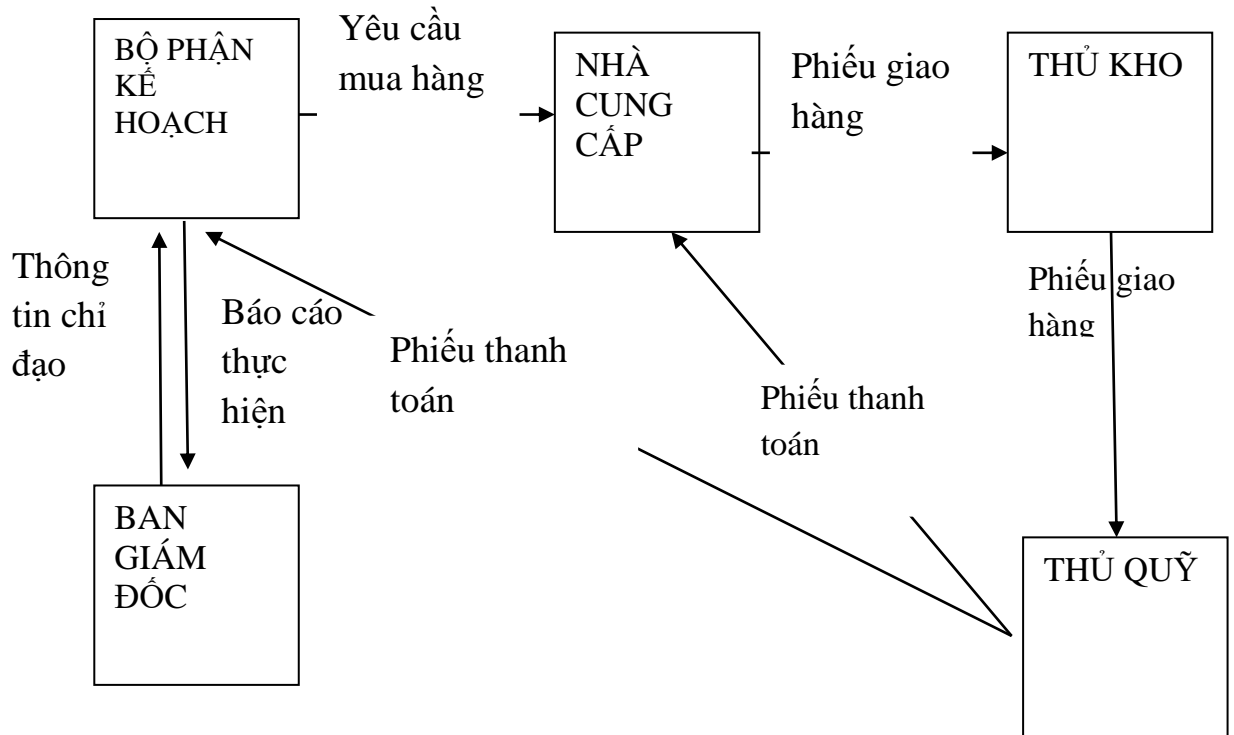 BỘ PHẬN
KẾ
HOẠCH
Yêu cầu
mua hàng
NHÀ
CUNG
CẤP
Phiếu giao
hàng
THỦ KHO
Thông
tin chỉ
đạo
Báo cáo
thực
hiện
Phiếu thanh
toán
Phiếu thanh
toán
Phiếu giao
hàng
BAN
GIÁM
ĐỐC
THỦ QUỸ